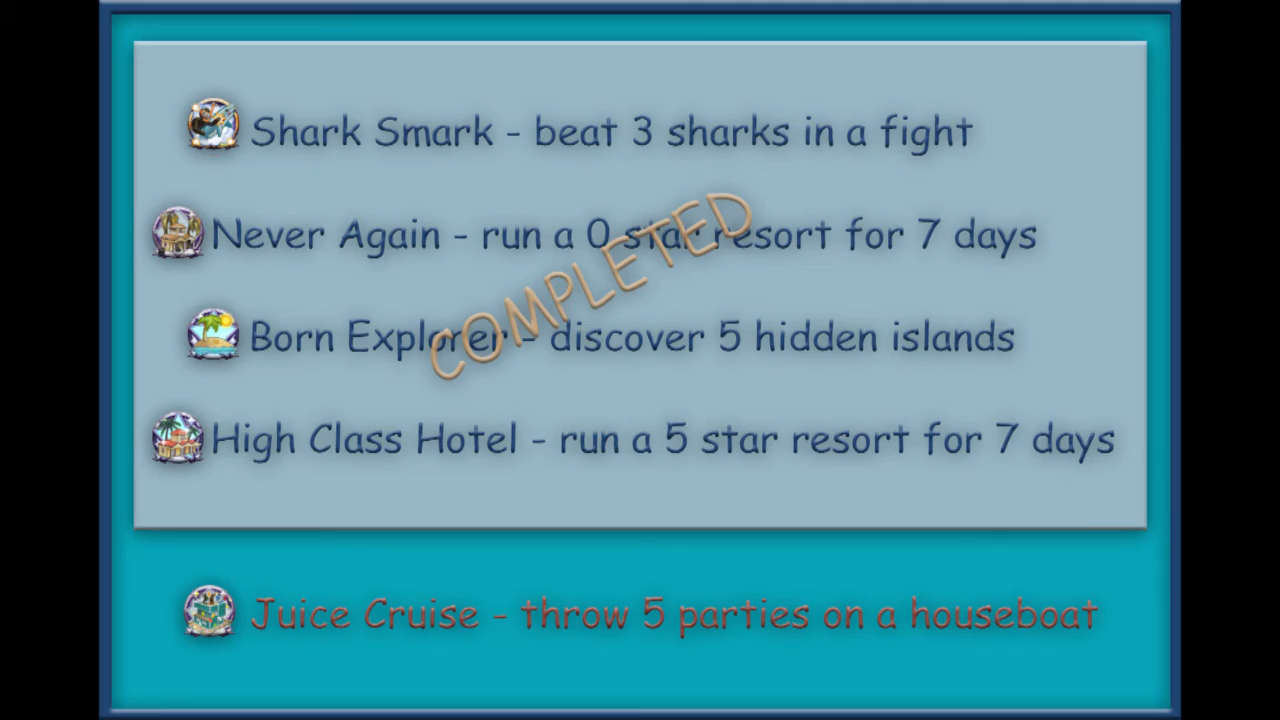 Shark Smark - beat 3 sharks in a fight
Never Again - run a 0 star resort for 7 days
COMPLETED
Born Explorer - discover 5 hidden islands
High Class Hotel - run a 5 star resort for 7 days
Juice Cruise - throw 5 parties on a houseboat